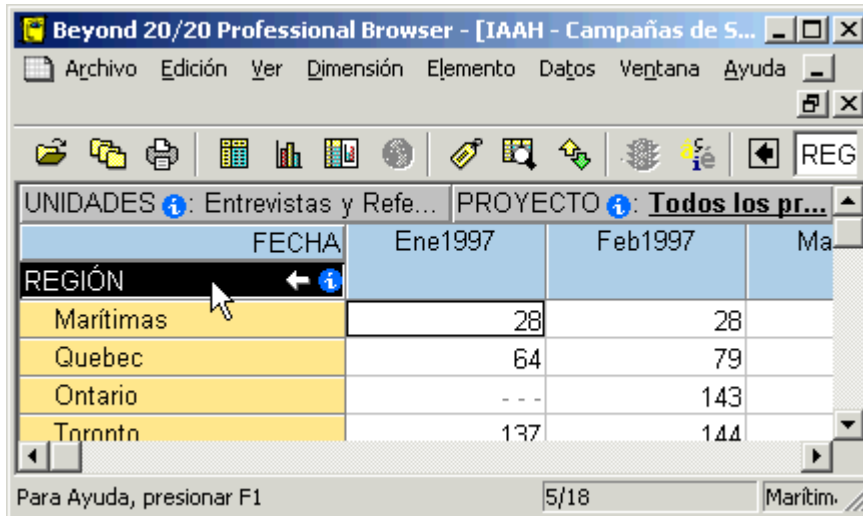 Beyond 20/20 Professional Browser - [IAAH - Campañas de S...
Archivo Edición Ver Dimensión Elemento Datos Ventana Ayuda
REG
UNIDADES : Entrevistas y Refe... PROYECTO : Todos los pr...
FECHA Ene1997 Feb1997 Ma
REGIÓN
Marítimas 28 28
Quebec 64 79
Ontario - - - 143
Toronto 137 144
Para Ayuda, presionar F1 5/18 Marítim